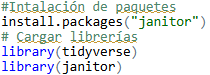 #Intalación de paquetes
install.packages("janitor")
# Cargar librerías
library(tidyverse)
library(janitor)